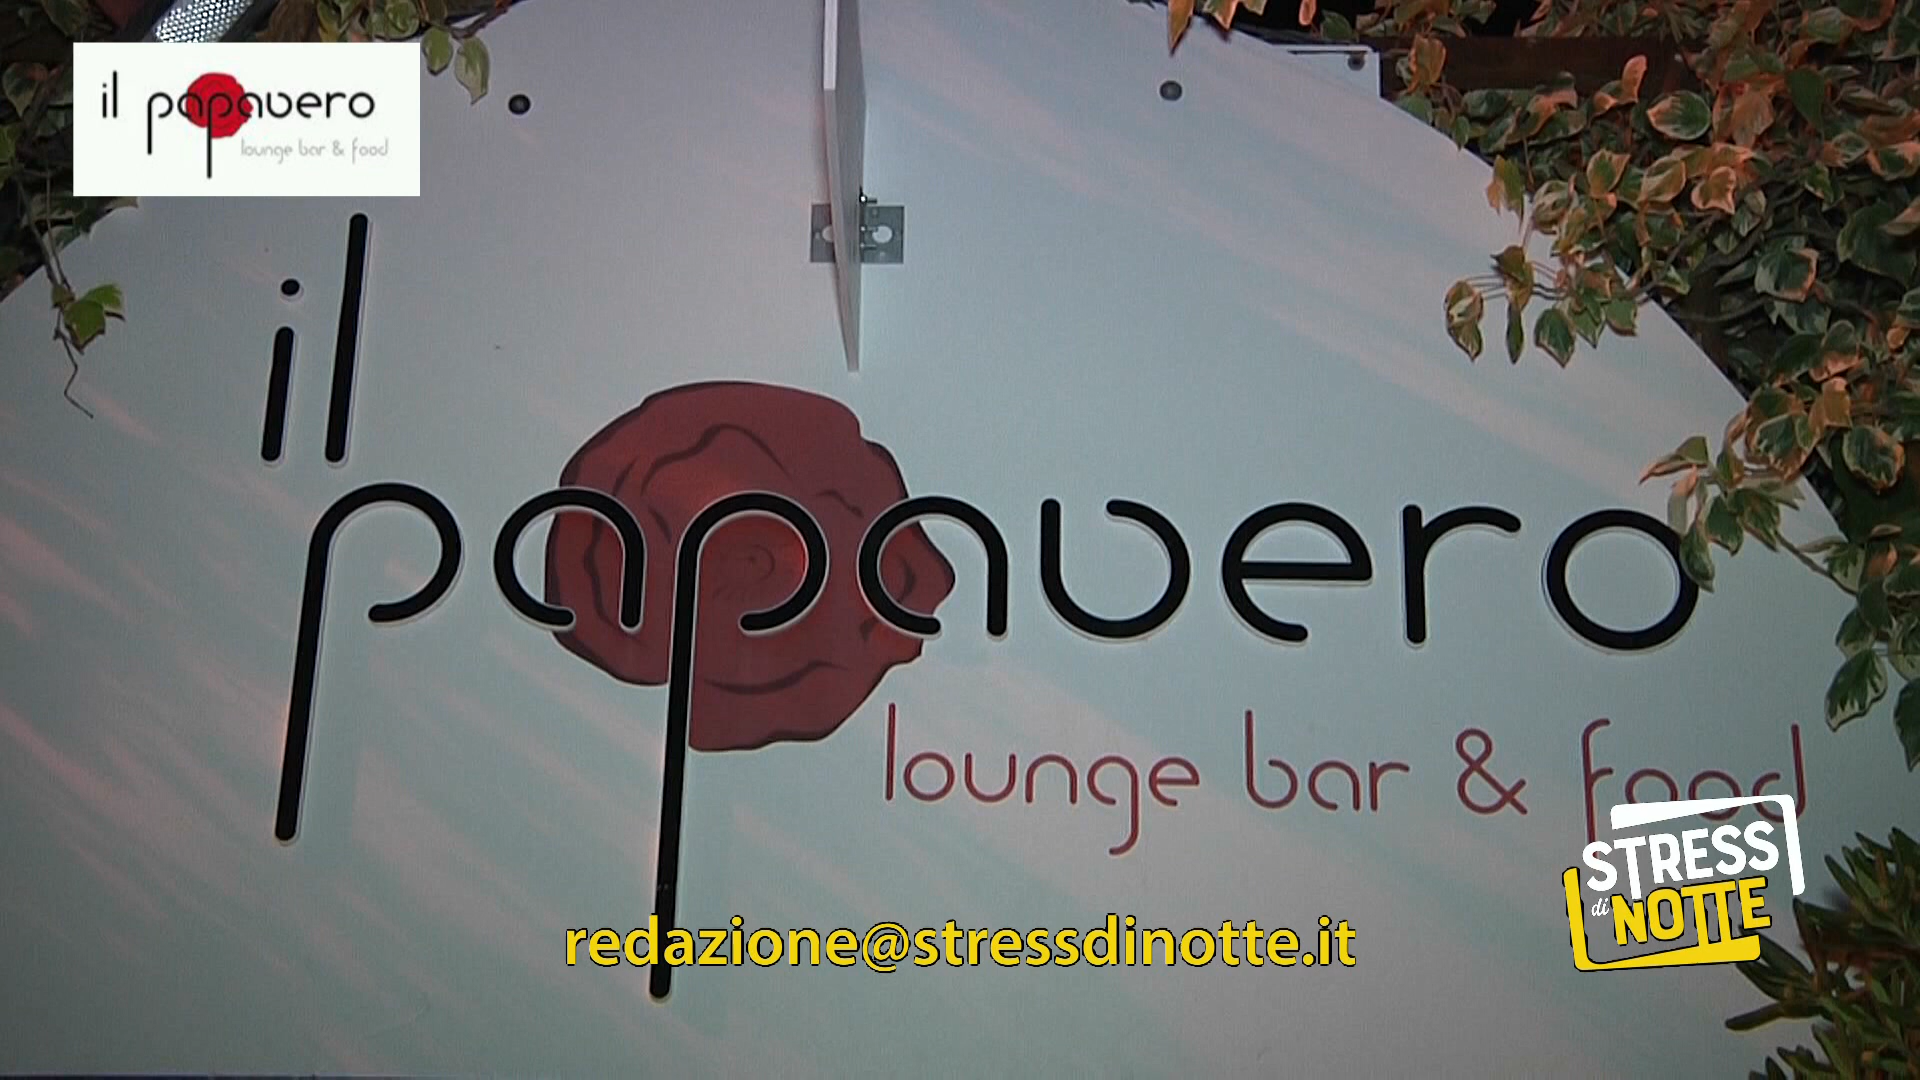 il papavero
lounge bar & food
il
papavero
lounge bar & food
STRESS
di NOTTE
redazione@stressdinotte.it